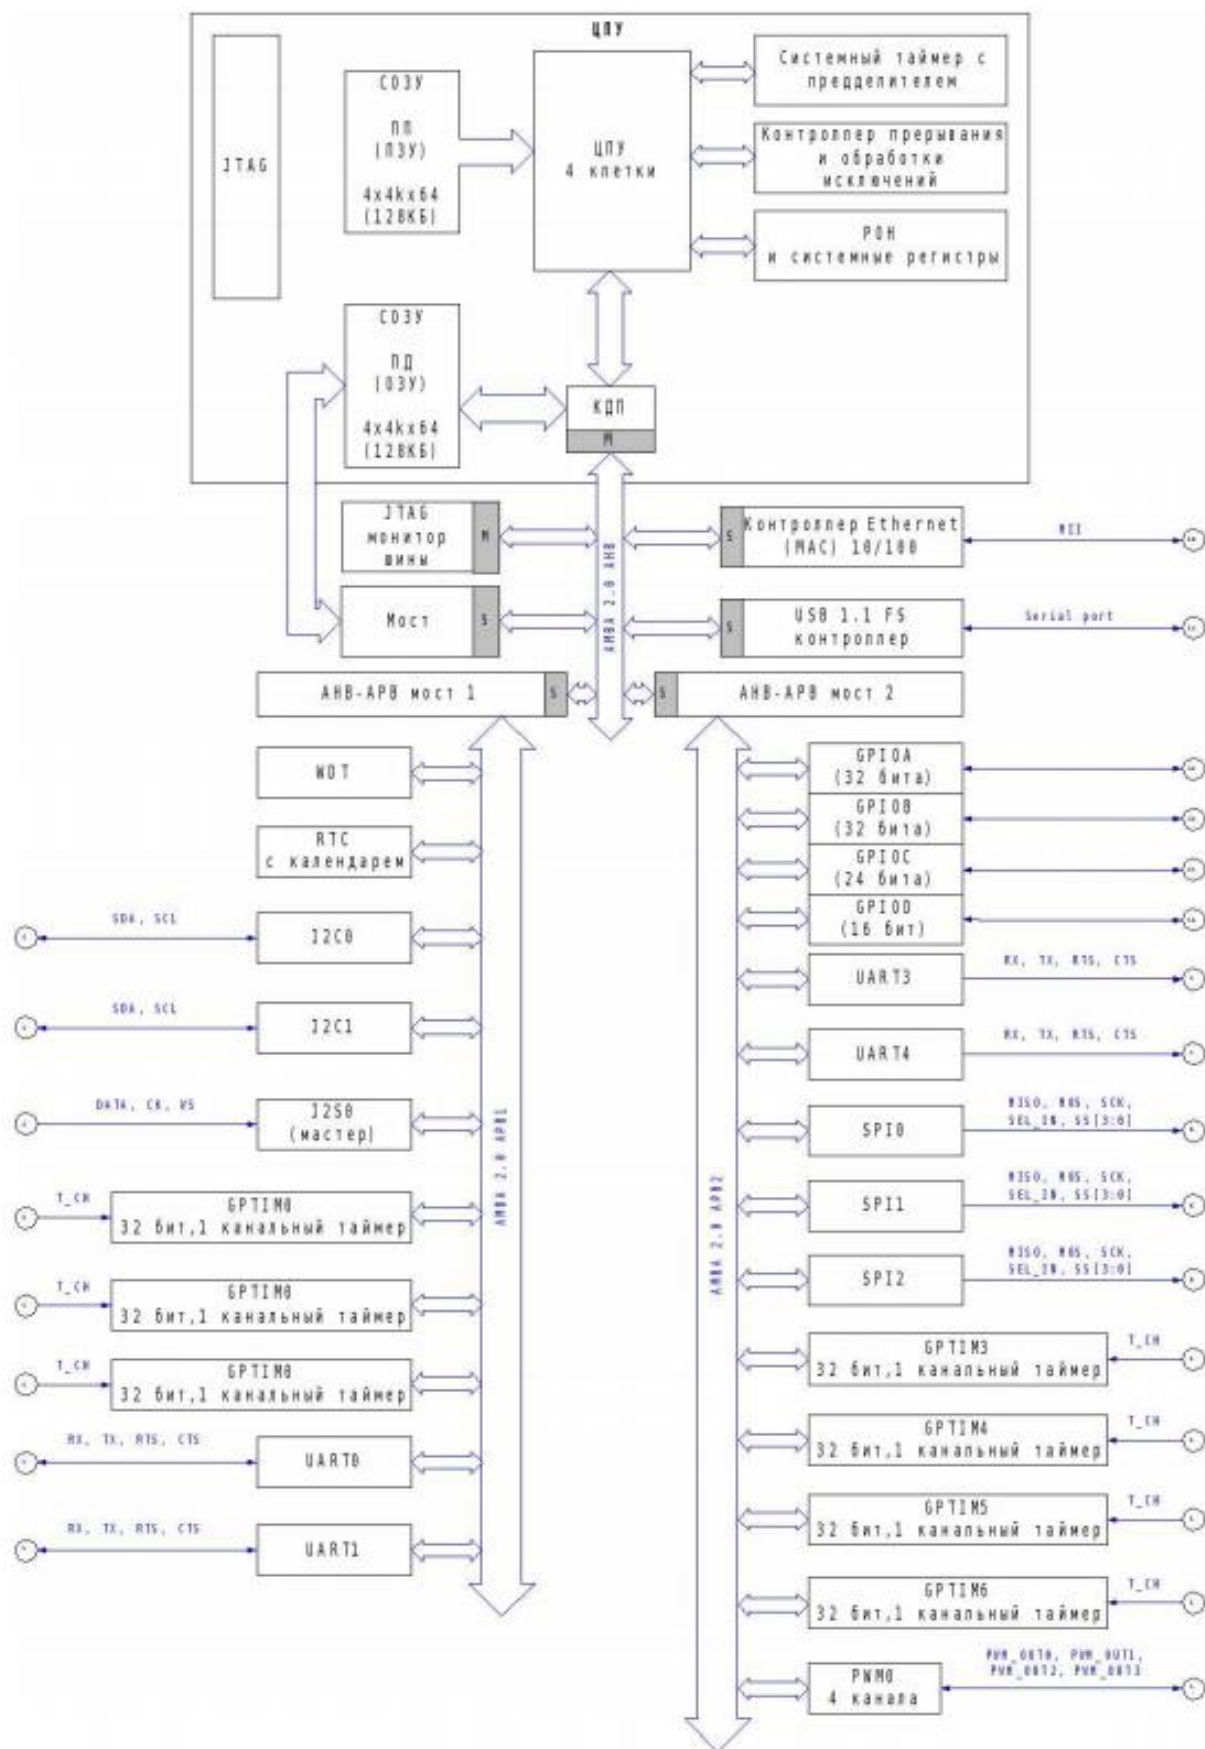 ЦПУ
JTAG
СОЗУ
ПП
(ПЗУ)
4x4kx64
(128КБ)
ЦПУ
4 клетки
Системный таймер с
предделителем
Контроллер прерывания
и обработки
исключений
РОН
и системные регистры
СОЗУ
ПД
(ОЗУ)
4x4kx64
(128КБ)
КДП
M
JTAG
монитор
шины
M
S
Контроллер Ethernet
(MAC) 10/100
MII
Мост
S
AMBA 2.0 AHB
S
USB 1.1 FS
контроллер
Serial port
AHB-APB мост 1
S
S
AHB-APB мост 2
WDT
RTC
с календарем
SDA, SCL
I2C0
SDA, SCL
I2C1
DATA, CK, WS
I2S0
(мастер)
T_CH
GPTIM0
32 бит,1 канальный таймер
T_CH
GPTIM0
32 бит,1 канальный таймер
T_CH
GPTIM0
32 бит,1 канальный таймер
RX, TX, RTS, CTS
UART0
RX, TX, RTS, CTS
UART1
AMBA 2.0 APB1
AMBA 2.0 APB2
GPIOA
(32 бита)
GPIOB
(32 бита)
GPIOC
(24 бита)
GPIOD
(16 бит)
UART3
RX, TX, RTS, CTS
UART4
RX, TX, RTS, CTS
SPI0
MISO, MOS, SCK,
SEL_IN, SS[3:0]
SPI1
MISO, MOS, SCK,
SEL_IN, SS[3:0]
SPI2
MISO, MOS, SCK,
SEL_IN, SS[3:0]
GPTIM3
32 бит,1 канальный таймер
T_CH
GPTIM4
32 бит,1 канальный таймер
T_CH
GPTIM5
32 бит,1 канальный таймер
T_CH
GPTIM6
32 бит,1 канальный таймер
T_CH
PWM0
4 канала
PWM_OUT0, PWM_OUT1,
PWM_OUT2, PWM_OUT3